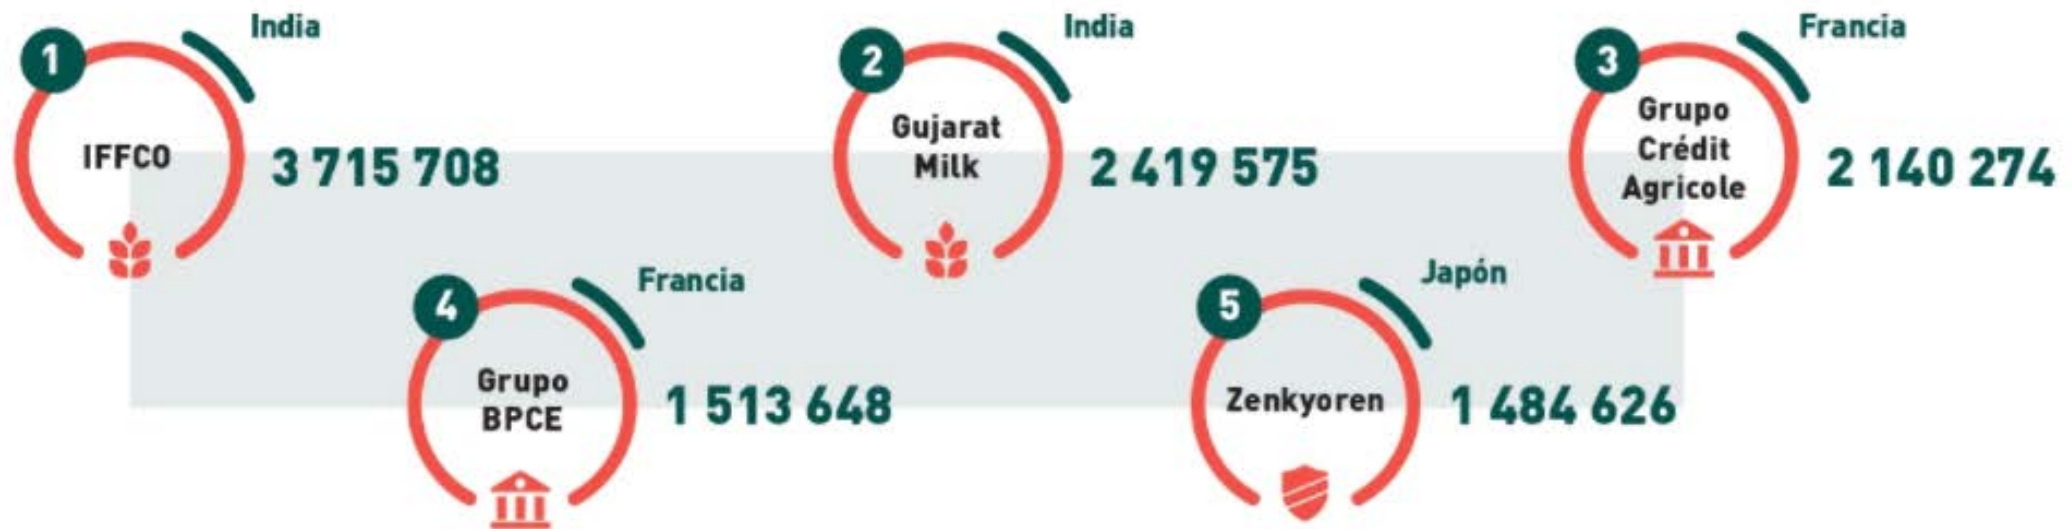 1
India
IFFCO
3 715 708
2
India
Gujarat
Milk
2 419 575
3
Francia
Grupo
Crédit
Agricole
2 140 274
4
Francia
Grupo
BPCE
1 513 648
5
Japón
Zenkyoren
1 484 626